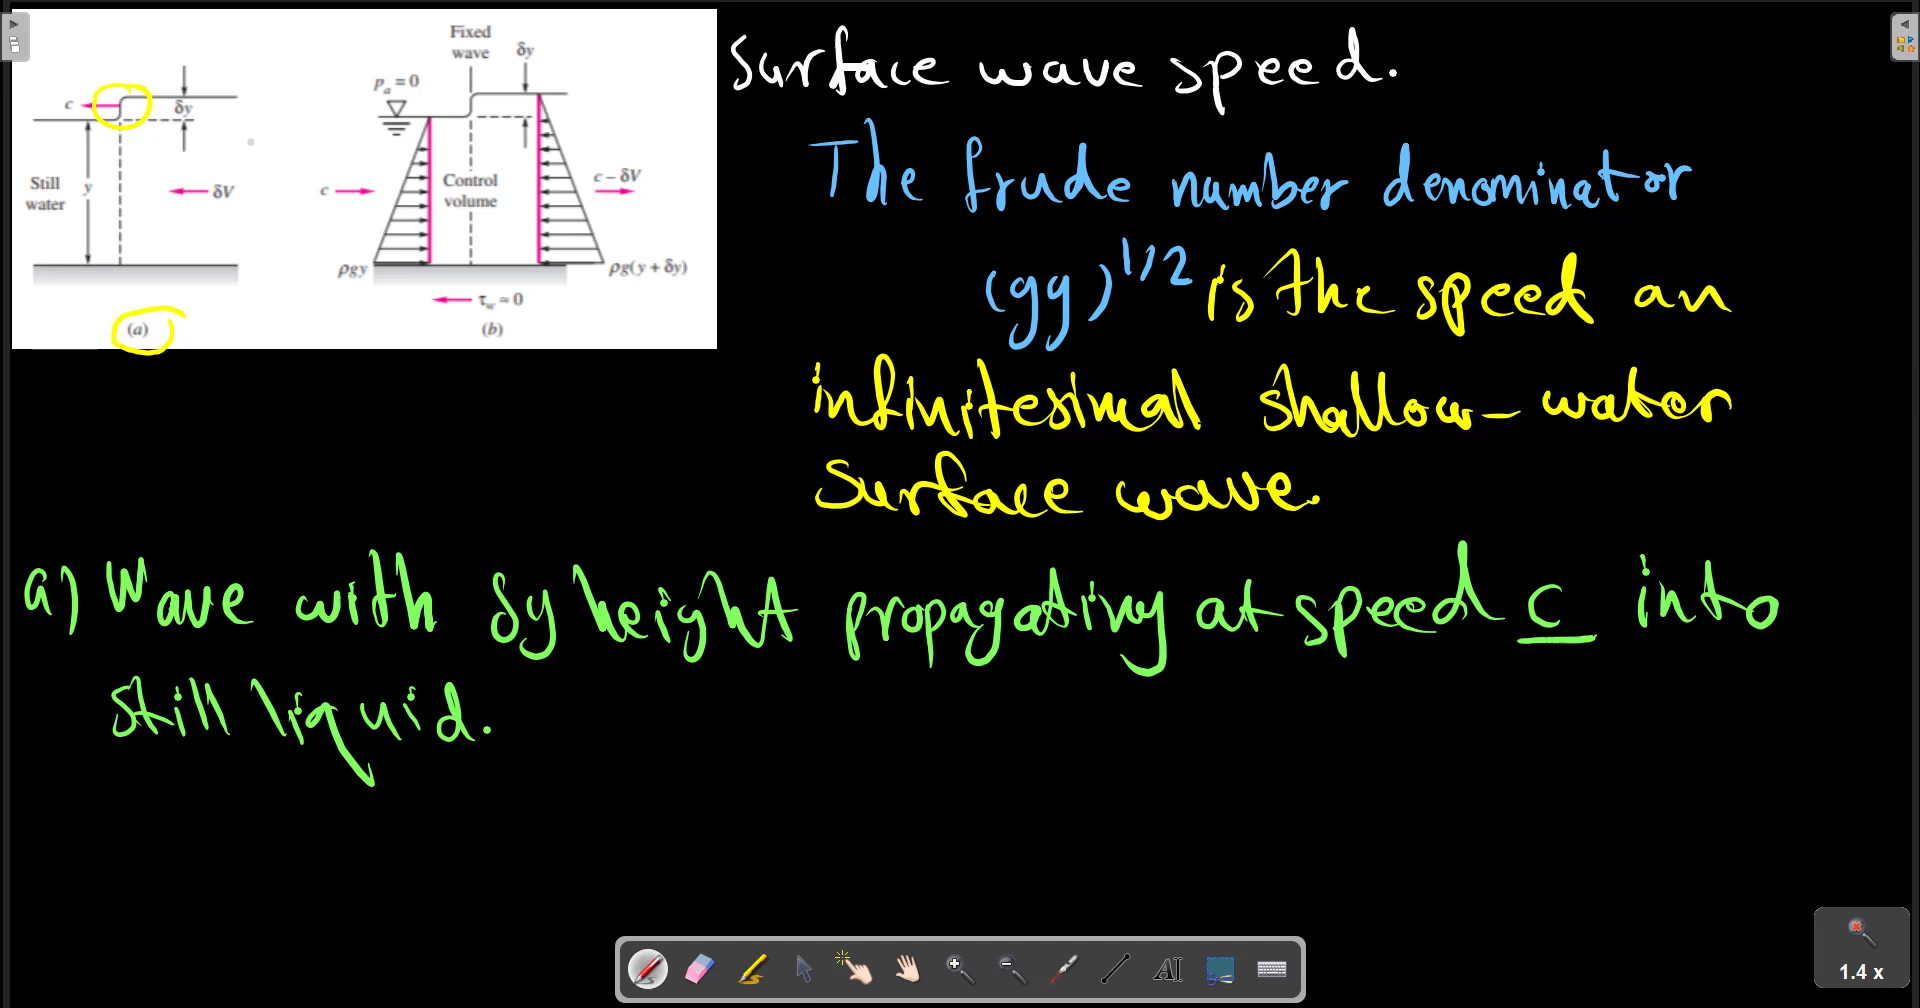 Fixed
wave
δy
pₐ = 0
c
δy
Still
water
y
δV
c
Control
volume
c – δV
ρgy
ρg(y + δy)
τw ≈ 0
(a)
(b)
Surface wave speed.
The frude number denominator
(gy)^1/2 is the speed an
infinitesimal shallow-water
surface wave.
a) Wave with δy height propagating at speed c into
still liquid.
1.4 x